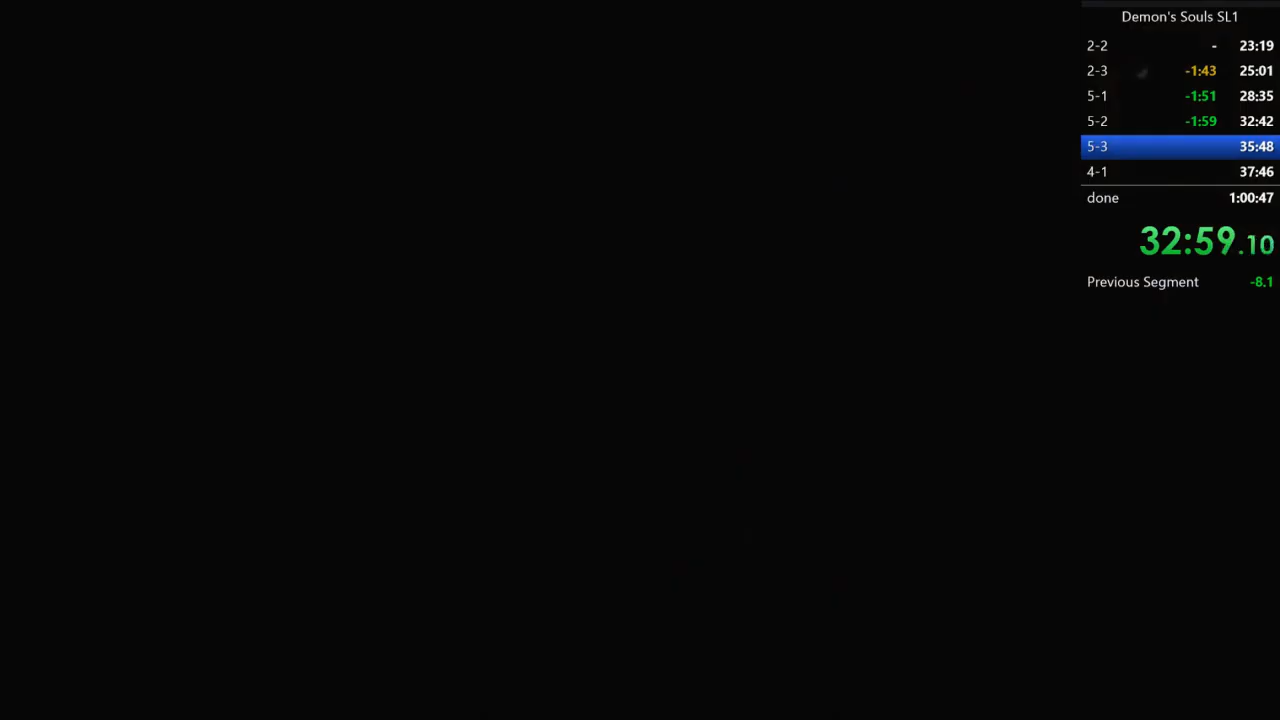 Demon's Souls SL1
2-2 - 23:19
2-3 -1:43 25:01
5-1 -1:51 28:35
5-2 -1:59 32:42
5-3 35:48
4-1 37:46
done 1:00:47
32:59.10
Previous Segment -8.1